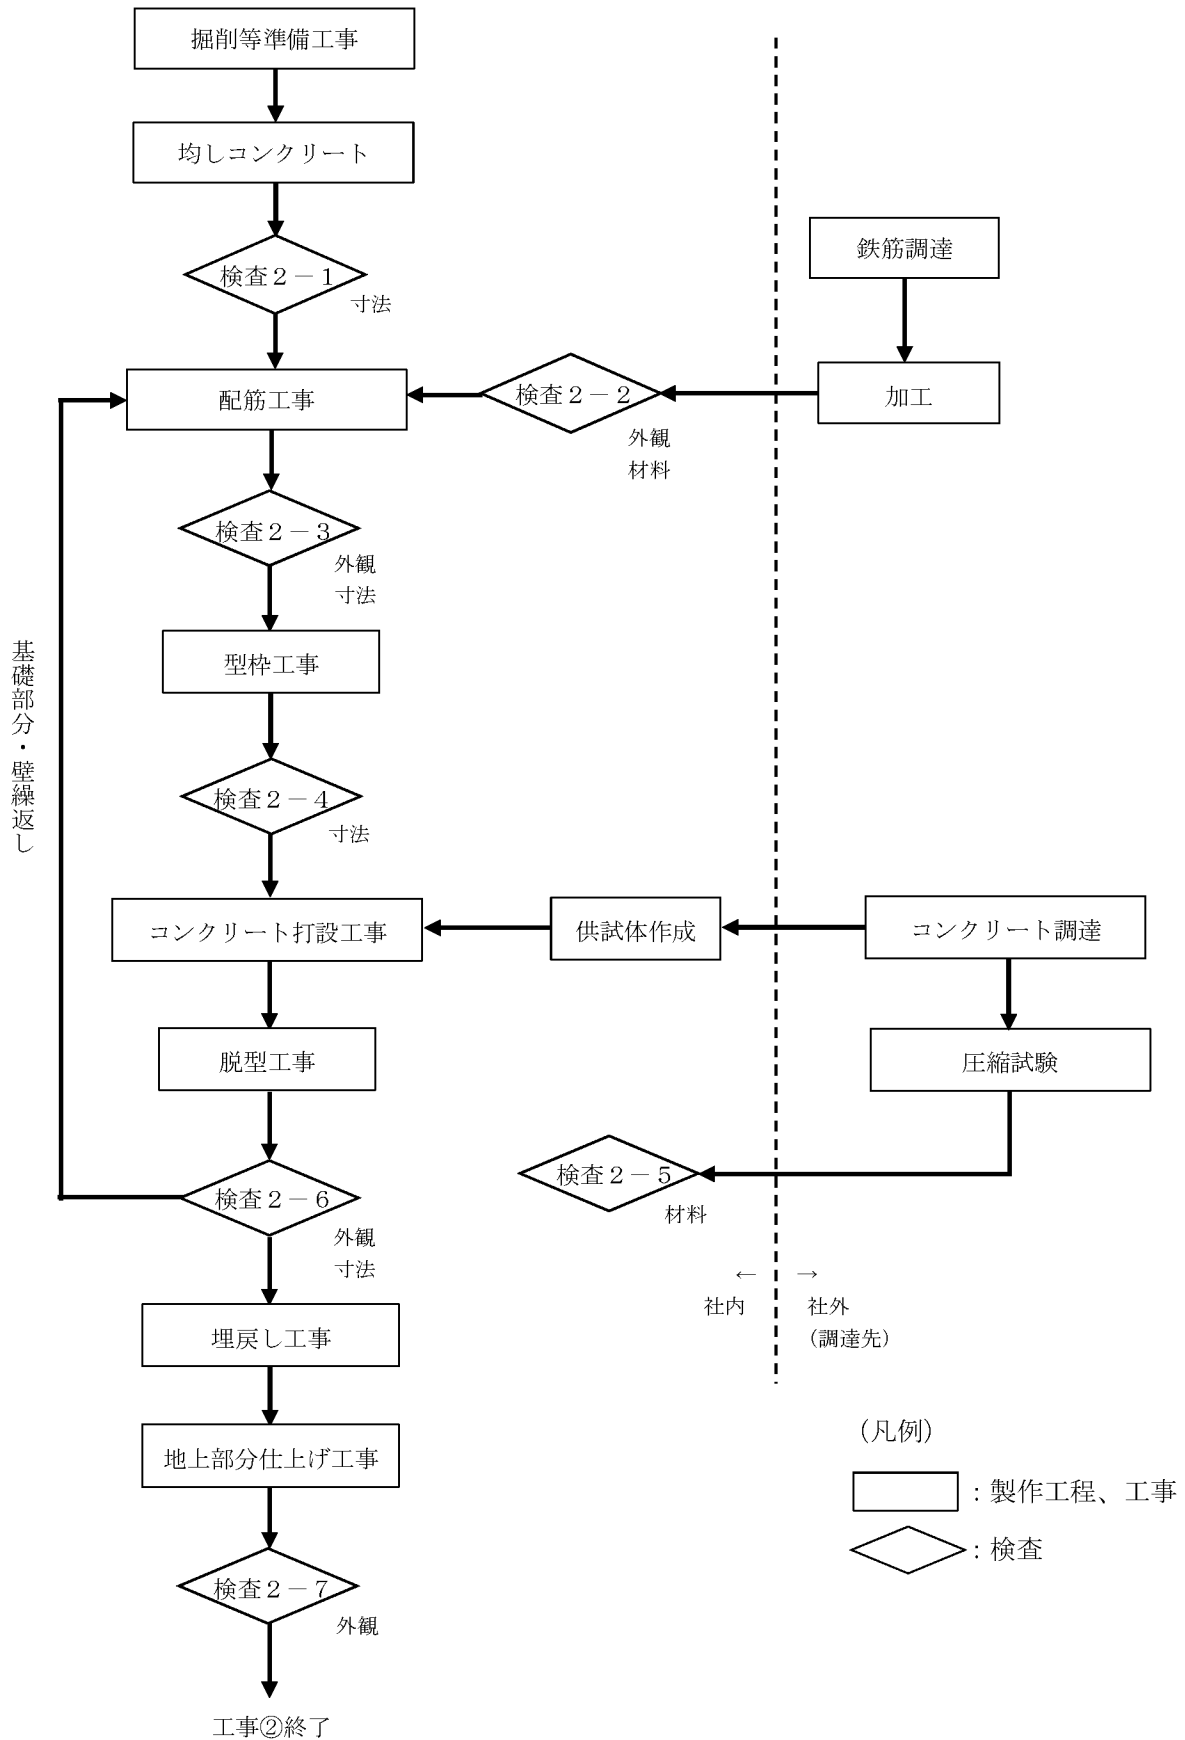 掘削等準備工事
均しコンクリート
検査２－１
寸法
鉄筋調達
加工
検査２－２
外観
材料
配筋工事
検査２－３
外観
寸法
型枠工事
検査２－４
寸法
基礎部分・壁繰返し
コンクリート打設工事
供試体作成
コンクリート調達
脱型工事
圧縮試験
検査２－５
材料
検査２－６
外観
寸法
← →
社内 社外
（調達先）
埋戻し工事
地上部分仕上げ工事
検査２－７
外観
工事②終了
（凡例）
：製作工程、工事
：検査